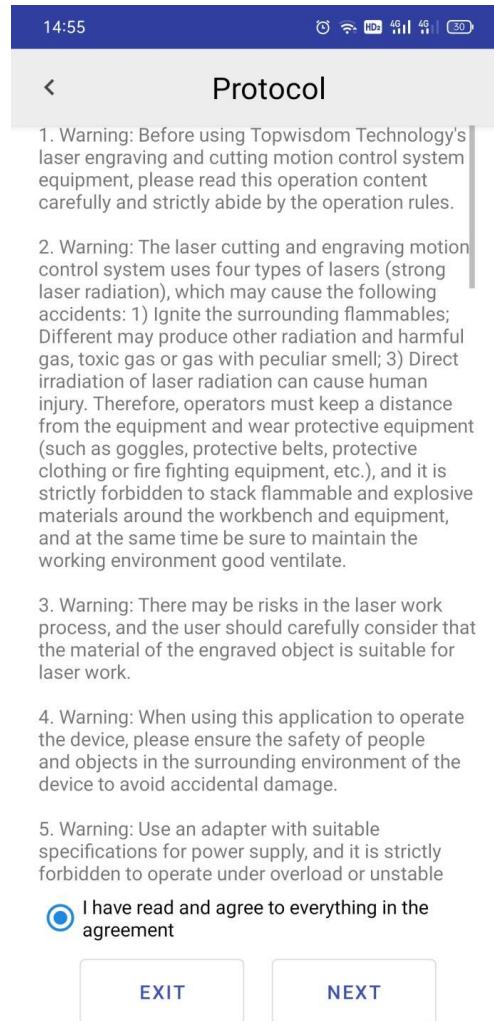 14:55
HD2 4G 4G 30
Protocol
1. Warning: Before using Topwisdom Technology's
laser engraving and cutting motion control system
equipment, please read this operation content
carefully and strictly abide by the operation rules.
2. Warning: The laser cutting and engraving motion
control system uses four types of lasers (strong
laser radiation), which may cause the following
accidents: 1) Ignite the surrounding flammables;
Different may produce other radiation and harmful
gas, toxic gas or gas with peculiar smell; 3) Direct
irradiation of laser radiation can cause human
injury. Therefore, operators must keep a distance
from the equipment and wear protective equipment
(such as goggles, protective belts, protective
clothing or fire fighting equipment, etc.), and it is
strictly forbidden to stack flammable and explosive
materials around the workbench and equipment,
and at the same time be sure to maintain the
working environment good ventilate.
3. Warning: There may be risks in the laser work
process, and the user should carefully consider that
the material of the engraved object is suitable for
laser work.
4. Warning: When using this application to operate
the device, please ensure the safety of people
and objects in the surrounding environment of the
device to avoid accidental damage.
5. Warning: Use an adapter with suitable
specifications for power supply, and it is strictly
forbidden to operate under overload or unstable
I have read and agree to everything in the
agreement
EXIT NEXT